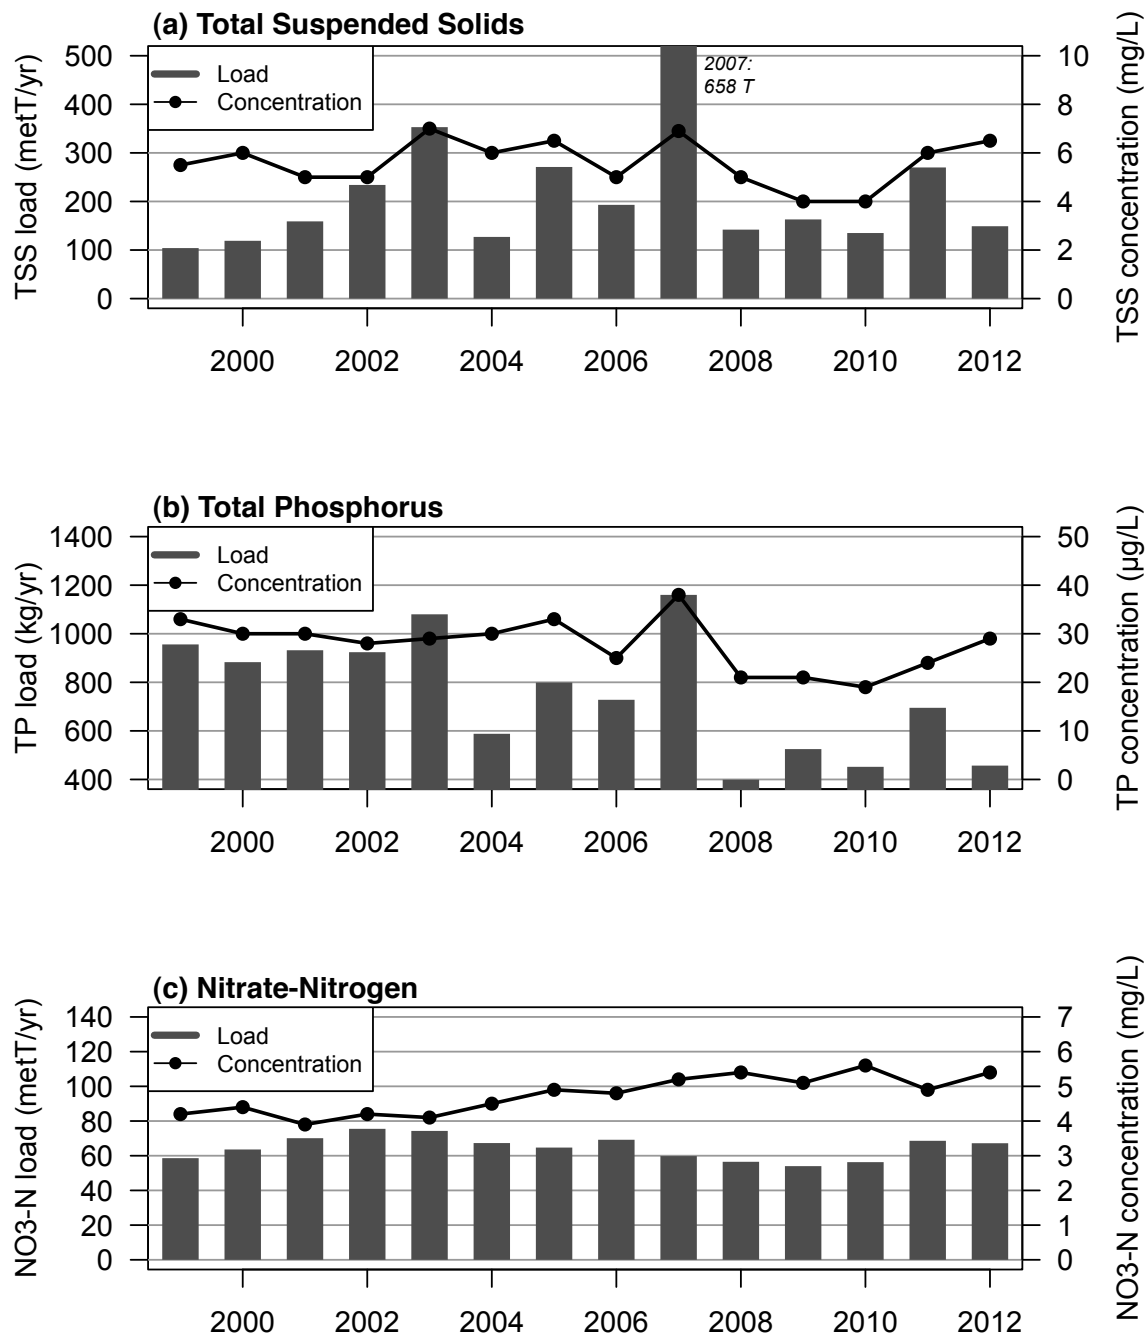 (a) Total Suspended Solids
TSS load (metT/yr)
500
400
300
200
100
0
Load
Concentration
2007:
658 T
10
8
6
4
2
0
TSS concentration (mg/L)
2000 2002 2004 2006 2008 2010 2012
(b) Total Phosphorus
TP load (kg/yr)
1400
1200
1000
800
600
400
Load
Concentration
50
40
30
20
10
0
TP concentration (µg/L)
2000 2002 2004 2006 2008 2010 2012
(c) Nitrate-Nitrogen
NO3-N load (metT/yr)
140
120
100
80
60
40
20
0
Load
Concentration
7
6
5
4
3
2
1
0
NO3-N concentration (mg/L)
2000 2002 2004 2006 2008 2010 2012